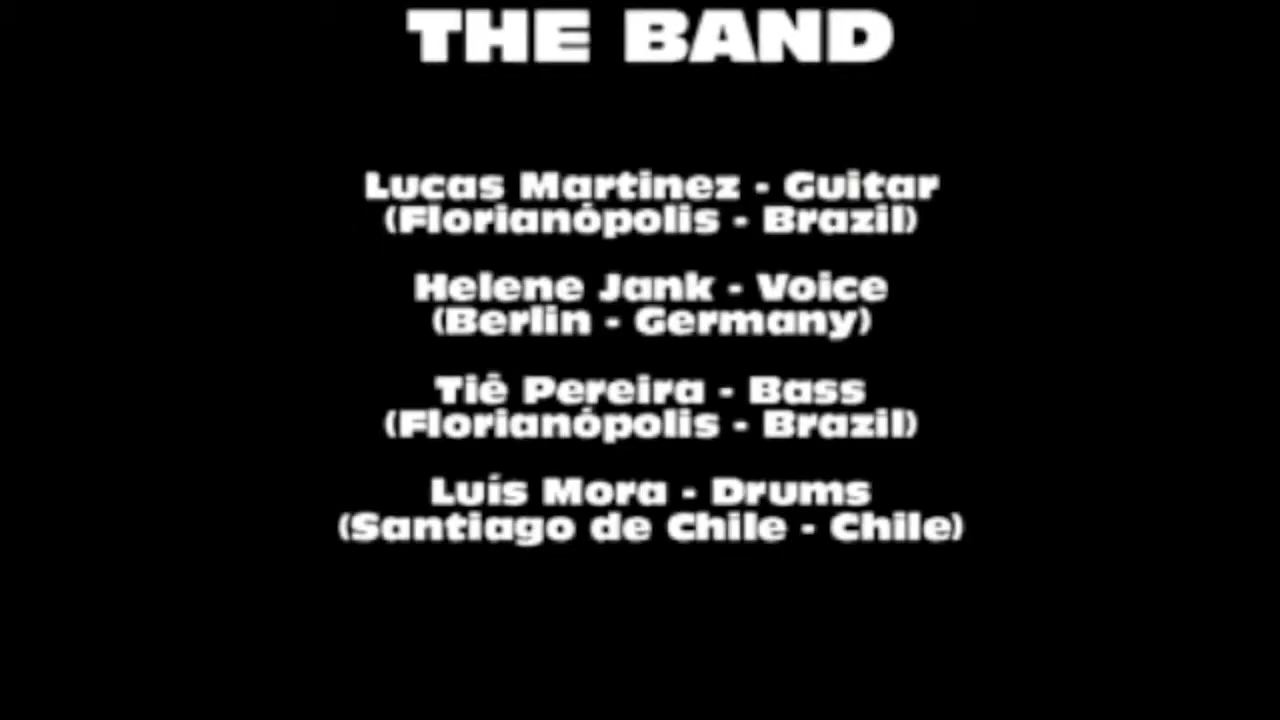 THE BAND
Lucas Martinez - Guitar
(Florianópolis - Brazil)
Helene Jank - Voice
(Berlin - Germany)
Tiê Pereira - Bass
(Florianópolis - Brazil)
Luís Mora - Drums
(Santiago de Chile - Chile)